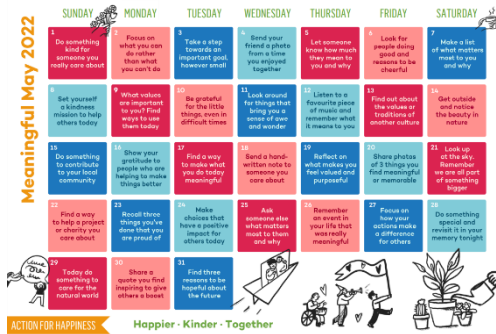 Meaningful May 2022
SUNDAY MONDAY TUESDAY WEDNESDAY THURSDAY FRIDAY SATURDAY
1
Do something
kind for
someone you
really care about
2
Focus on
what you
can do
rather than
what you
can't do
3
Take a step
towards an
important goal,
however small
4
Send your
friend a photo
from a time
you enjoyed
together
5
Let someone
know how much
they mean to
you and why
6
Look for
people doing
good and
reasons to be
cheerful
7
Make a list
of what matters
most to you
and why
8
Set yourself
a kindness
mission to help
others today
9
What values are
important to
you? Find
ways to use
them today
10
Be grateful
for the little
things, even in
difficult times
11
Look around
for things that
bring you a
sense of awe
and wonder
12
Listen to a
favourite piece
of music and
remember what
it means to you
13
Find out about
the values or
traditions of
another culture
14
Get outside
and notice
the beauty in
nature
15
Do something
to contribute
to your local
community
16
Show your
gratitude to
people who are
helping to make
things better
17
Find a way
to make what
you do today
meaningful
18
Send a hand-
written note to
someone you
care about
19
Reflect on
what makes you
feel valued and
purposeful
20
Share photos
of 3 things you
find meaningful
or memorable
21
Look up
at the sky.
Remember
we are all part
of something
bigger
22
Find a way
to help a project
or charity you
care about
23
Recall three
things you've
done that you
are proud of
24
Make
choices that
have a positive
impact for
others today
25
Ask
someone else
what matters
most to them
and why
26
Remember
an event in
your life that
was really
meaningful
27
Focus on
how your
actions make
a difference
for others
28
Do something
special and
revisit it in your
memory tonight
29
Today do
something to
care for the
natural world
30
Share a
quote you find
inspiring to give
others a boost
31
Find three
reasons to be
hopeful about
the future
ACTION FOR HAPPINESS
Happier · Kinder · Together